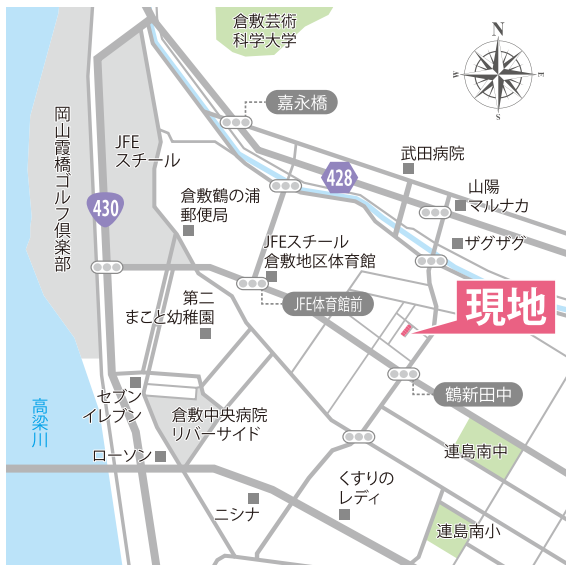 倉敷芸術
科学大学
N
W
E
S
嘉永橋
JFE
スチール
岡山霞橋ゴルフ倶楽部
武田病院
428
山陽
マルナカ
倉敷鶴の浦
郵便局
430
ザグザグ
JFEスチール
倉敷地区体育館
第二
まこと幼稚園
JFE体育館前
現地
セブン
イレブン
鶴新田中
高梁川
倉敷中央病院
リバーサイド
ローソン
連島南中
くすりの
レディ
ニシナ
連島南小